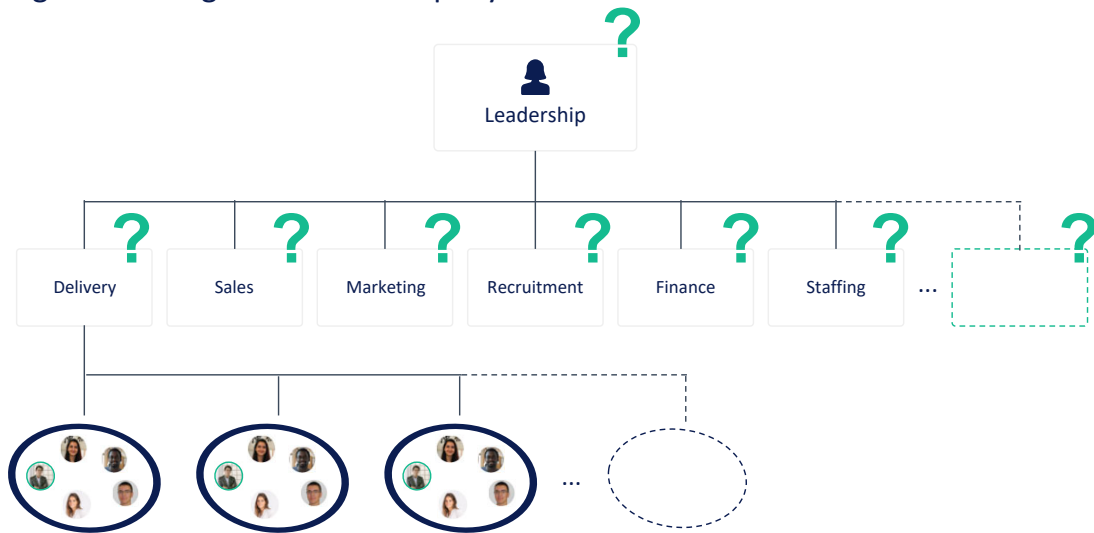 ?
Leadership
? ? ? ? ? ? ?
Delivery Sales Marketing Recruitment Finance Staffing ...
...